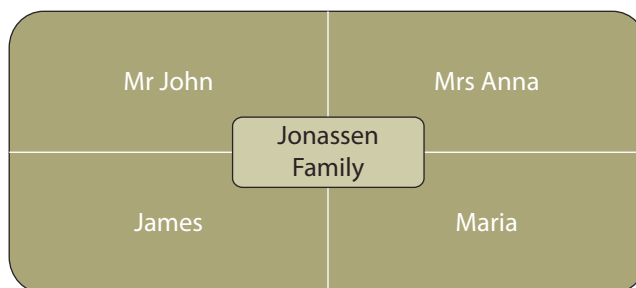 Mr John
Mrs Anna
Jonassen
Family
James
Maria